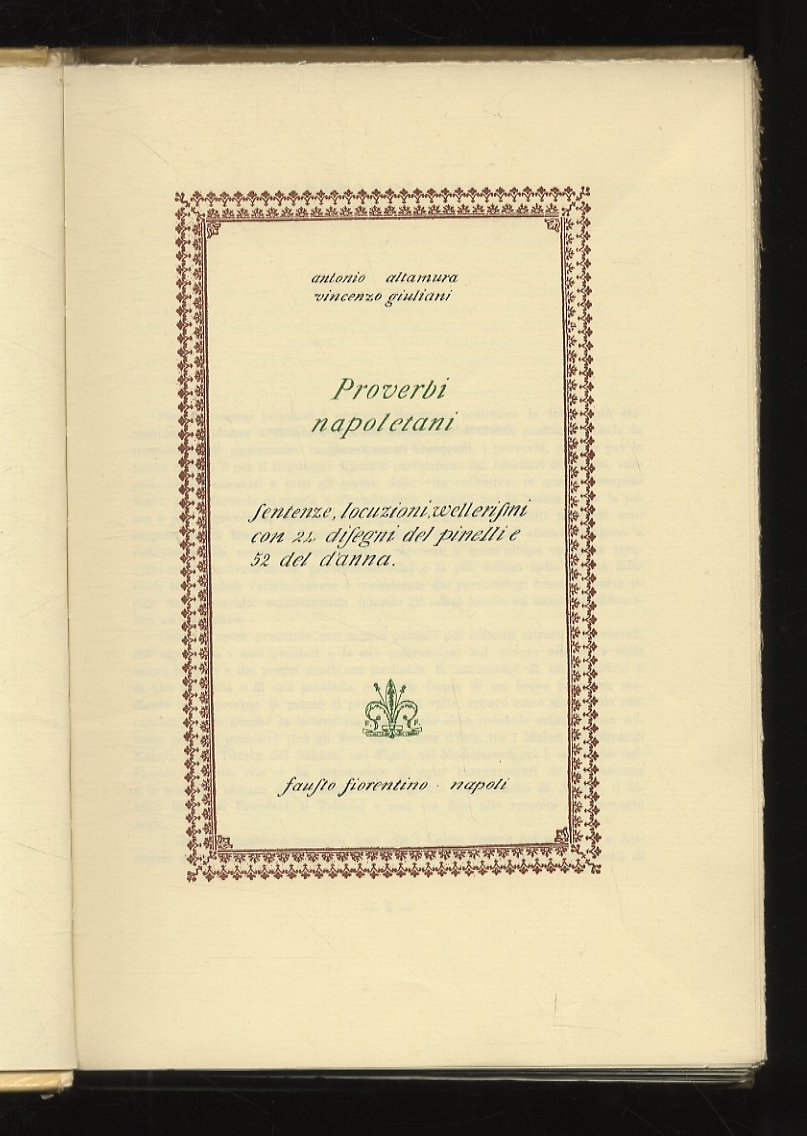 antonio altamura
vincenzo giuliani
Proverbi
napoletani
ſentenze, locuzioni, welleriſmi
con 24 diſegni del pinelli e
52 del d'anna.
fauſto fiorentino - napoli